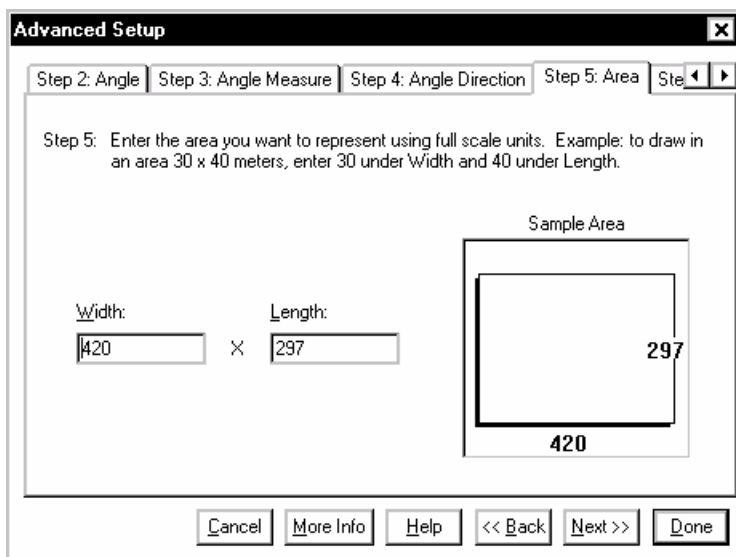 Advanced Setup
Step 2: Angle Step 3: Angle Measure Step 4: Angle Direction Step 5: Area Ste
Step 5: Enter the area you want to represent using full scale units. Example: to draw in
an area 30 x 40 meters, enter 30 under Width and 40 under Length.
Sample Area
Width: Length:
420 X 297
297
420
Cancel More Info Help << Back Next >> Done